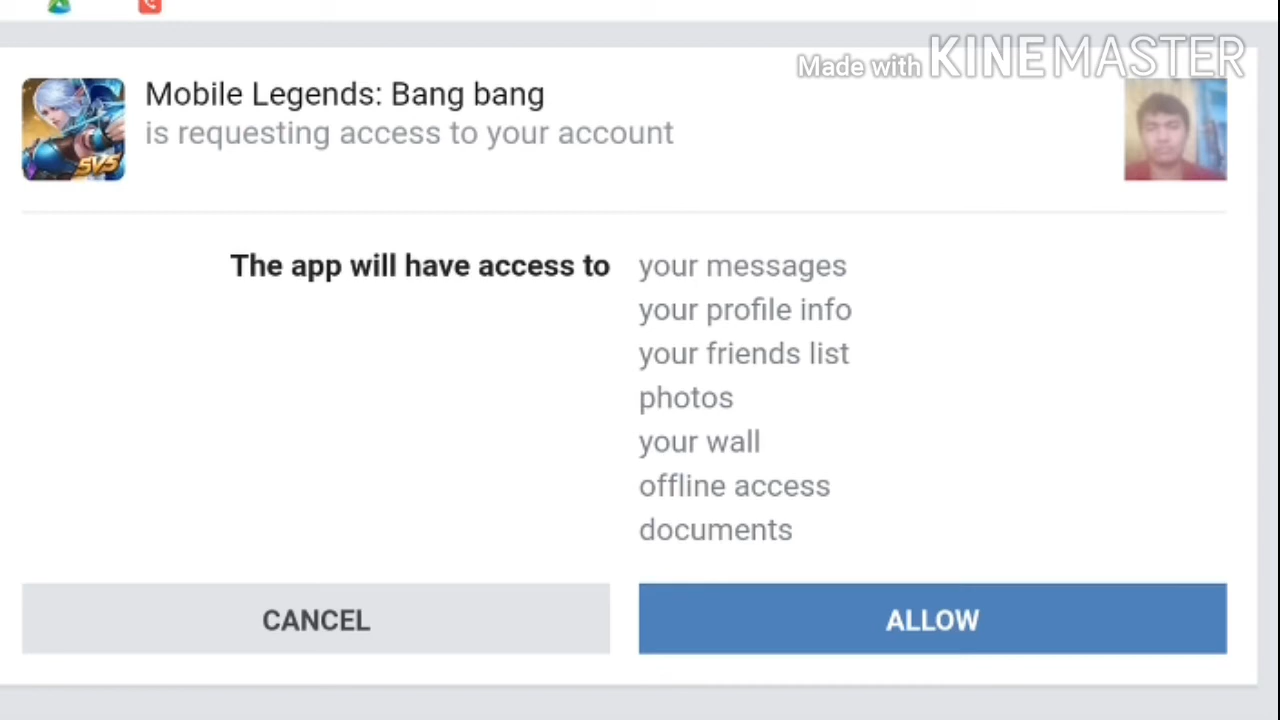 Made with KINEMASTER
Mobile Legends: Bang bang
is requesting access to your account
5V5
The app will have access to
your messages
your profile info
your friends list
photos
your wall
offline access
documents
CANCEL
ALLOW